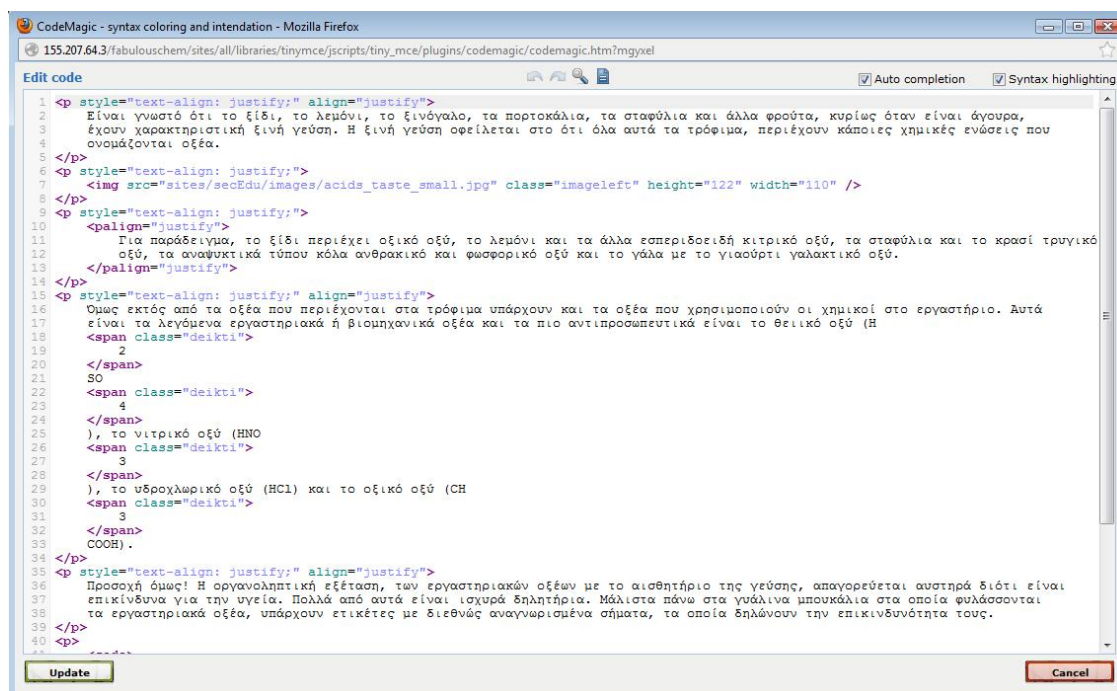 CodeMagic - syntax coloring and intendation - Mozilla Firefox
155.207.64.3/fabulouschem/sites/all/libraries/tinymce/jscripts/tiny_mce/plugins/codemagic/codemagic.htm?mgyxel
Edit code
Auto completion
Syntax highlighting
1 <p style="text-align: justify;" align="justify">
2 Είναι γνωστό ότι το ξίδι, το λεμόνι, το ξινόγαλο, τα πορτοκάλια, τα σταφύλια και άλλα φρούτα, κυρίως όταν είναι άγουρα,
3 έχουν χαρακτηριστική ξινή γεύση. Η ξινή γεύση οφείλεται στο ότι όλα αυτά τα τρόφιμα, περιέχουν κάποιες χημικές ενώσεις που
4 ονομάζονται οξέα.
5 </p>
6 <p style="text-align: justify;">
7 <img src="sites/secEdu/images/acids_taste_small.jpg" class="imageleft" height="122" width="110" />
8 </p>
9 <p style="text-align: justify;">
10 <palign="justify">
11 Για παράδειγμα, το ξίδι περιέχει οξικό οξύ, το λεμόνι και τα άλλα εσπεριδοειδή κιτρικό οξύ, τα σταφύλια και το κρασί τρυγικό
12 οξύ, τα αναψυκτικά τύπου κόλα ανθρακικό και φωσφορικό οξύ και το γάλα με το γιαούρτι γαλακτικό οξύ.
13 </palign="justify">
14 </p>
15 <p style="text-align: justify;" align="justify">
16 Όμως εκτός από τα οξέα που περιέχονται στα τρόφιμα υπάρχουν και τα οξέα που χρησιμοποιούν οι χημικοί στο εργαστήριο. Αυτά
17 είναι τα λεγόμενα εργαστηριακά ή βιομηχανικά οξέα και τα πιο αντιπροσωπευτικά είναι το θειικό οξύ (H
18 <span class="deikti">
19 2
20 </span>
21 SO
22 <span class="deikti">
23 4
24 </span>
25 ), το νιτρικό οξύ (HNO
26 <span class="deikti">
27 3
28 </span>
29 ), το υδροχλωρικό οξύ (HCl) και το οξικό οξύ (CH
30 <span class="deikti">
31 3
32 </span>
33 COOH).
34 </p>
35 <p style="text-align: justify;" align="justify">
36 Προσοχή όμως! Η οργανοληπτική εξέταση, των εργαστηριακών οξέων με το αισθητήριο της γεύσης, απαγορεύεται αυστηρά διότι είναι
37 επικίνδυνα για την υγεία. Πολλά από αυτά είναι ισχυρά δηλητήρια. Μάλιστα πάνω στα γυάλινα μπουκάλια στα οποία φυλάσσονται
38 τα εργαστηριακά οξέα, υπάρχουν ετικέτες με διεθνώς αναγνωρισμένα σήματα, τα οποία δηλώνουν την επικινδυνότητα τους.
39 </p>
40 <p>
Update
Cancel